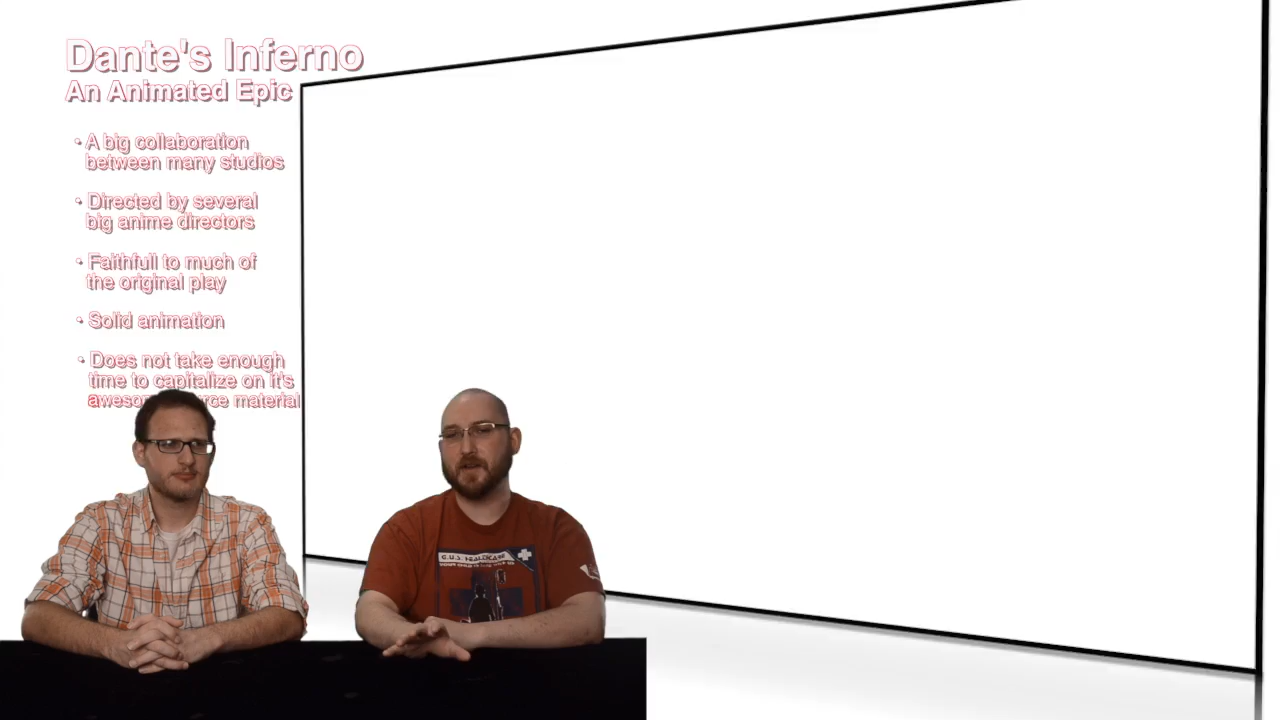 Dante's Inferno
An Animated Epic
• A big collaboration
between many studios
• Directed by several
big anime directors
• Faithfull to much of
the original play
• Solid animation
• Does not take enough
time to capitalize on it's
material
G.U.J. HEALTHCARE